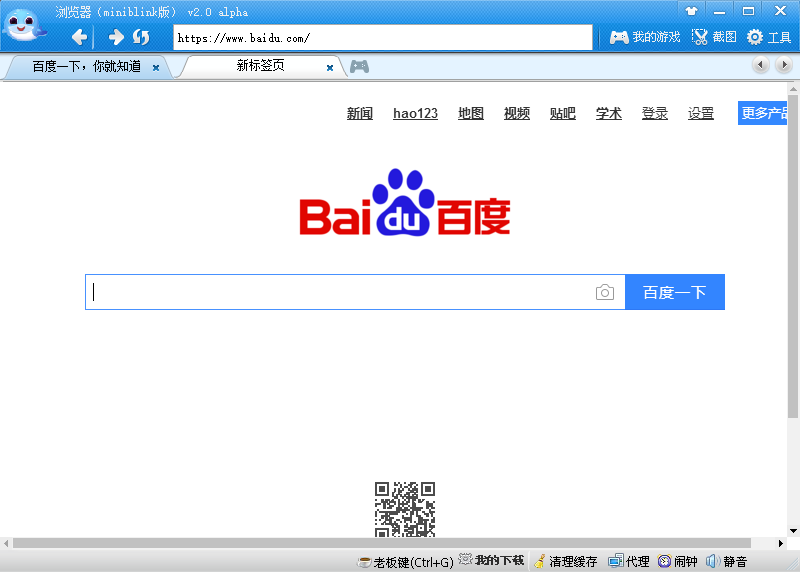 浏览器（miniblink版） v2.0 alpha
https://www.baidu.com/
我的游戏 截图 工具
百度一下，你就知道 新标签页
新闻 hao123 地图 视频 贴吧 学术 登录 设置 更多产品
Bai du 百度
百度一下
老板键(Ctrl+G) 我的下载 清理缓存 代理 闹钟 静音